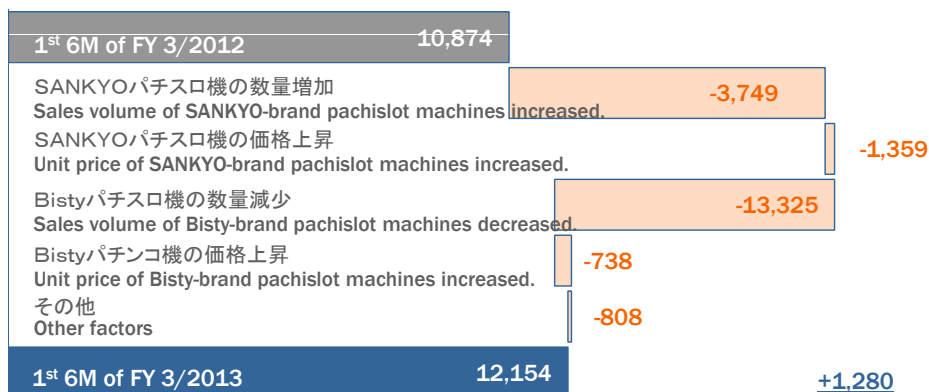 1st 6M of FY 3/2012 10,874
SANKYOパチスロ機の数量増加
Sales volume of SANKYO-brand pachislot machines increased.
-3,749
SANKYOパチスロ機の価格上昇
Unit price of SANKYO-brand pachislot machines increased.
-1,359
Bistyパチスロ機の数量減少
Sales volume of Bisty-brand pachislot machines decreased.
-13,325
Bistyパチンコ機の価格上昇
Unit price of Bisty-brand pachislot machines increased.
-738
その他
Other factors
-808
1st 6M of FY 3/2013 12,154
+1,280